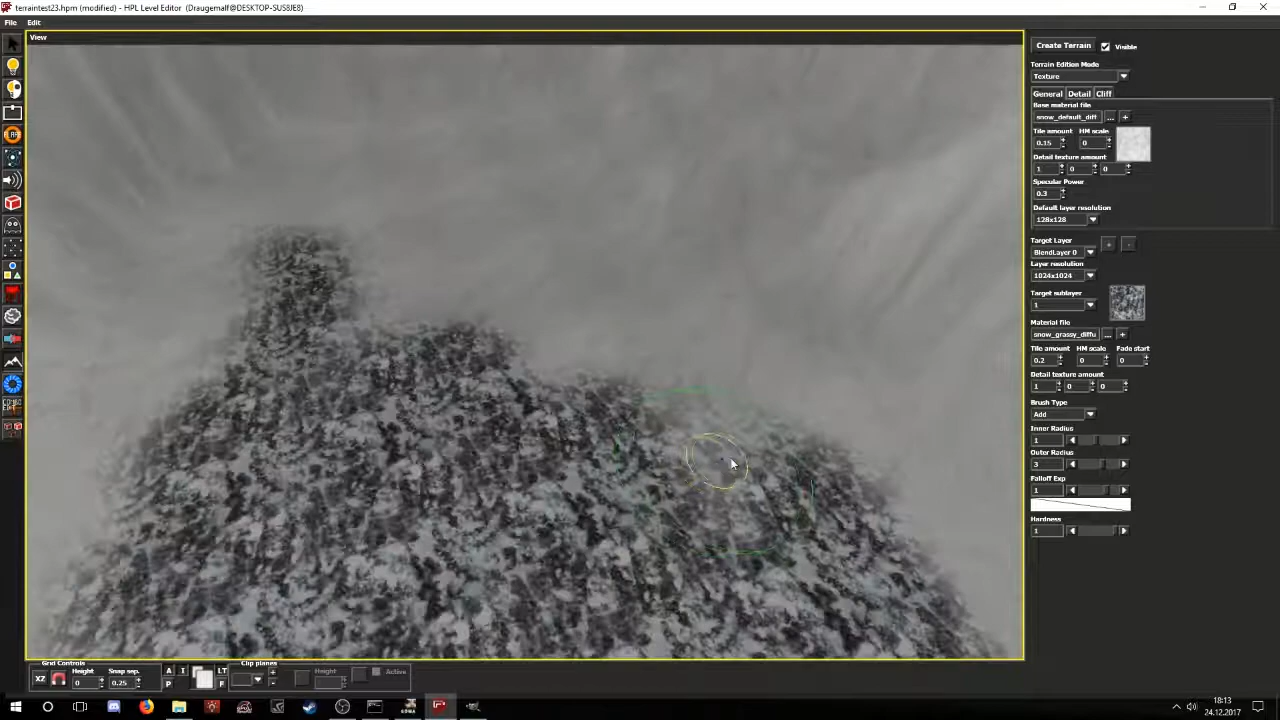 terraintest23.hpm (modified) - HPL Level Editor (Draugemalf@DESKTOP-SUS8JE8)
File Edit
View
Create Terrain Visible
Terrain Edition Mode
Texture
General Detail Cliff
Base material file
snow_default_diff ... +
Tile amount HM scale
0.15 0
Detail texture amount
1 0 0
Specular Power
0.3
Default layer resolution
128x128
Target Layer
BlendLayer 0 + -
Layer resolution
1024x1024
Target sublayer
1
Material file
snow_grassy_diffu ... +
Tile amount HM scale Fade start
0.2 0 0
Detail texture amount
1 0 0
Brush Type
Add
Inner Radius
1
Outer Radius
3
Falloff Exp
1
Hardness
1
Grid Controls
XZ Height Snap sep.
0 0.25
A I LT
P F
Clip planes
+ -
Height Active
FLARE
18:13
24.12.2017